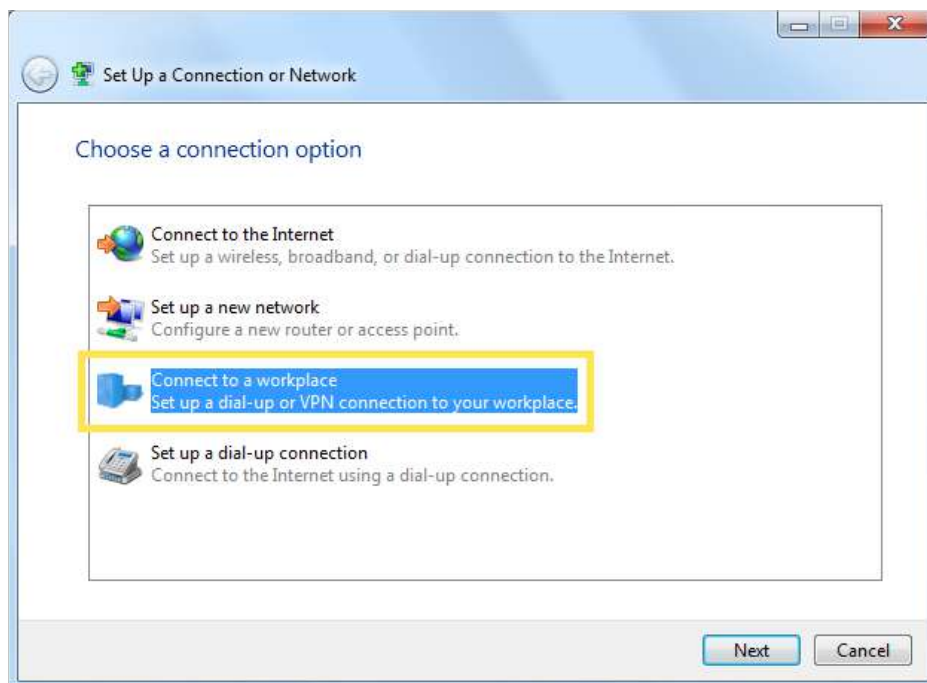 Set Up a Connection or Network
Choose a connection option
Connect to the Internet
Set up a wireless, broadband, or dial-up connection to the Internet.
Set up a new network
Configure a new router or access point.
Connect to a workplace
Set up a dial-up or VPN connection to your workplace.
Set up a dial-up connection
Connect to the Internet using a dial-up connection.
Next Cancel